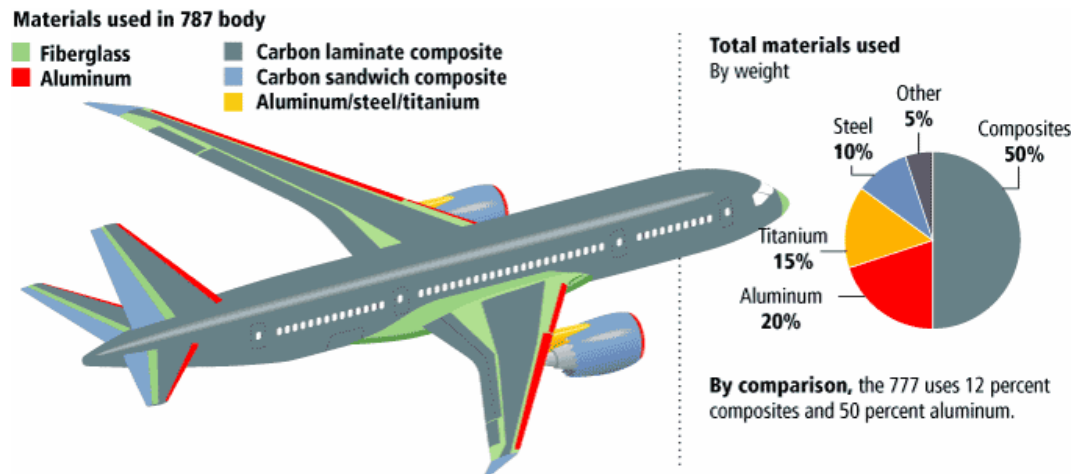 Materials used in 787 body
Fiberglass
Aluminum
Carbon laminate composite
Carbon sandwich composite
Aluminum/steel/titanium
Total materials used
By weight
Other
5%
Steel
10%
Composites
50%
Titanium
15%
Aluminum
20%
By comparison, the 777 uses 12 percent
composites and 50 percent aluminum.